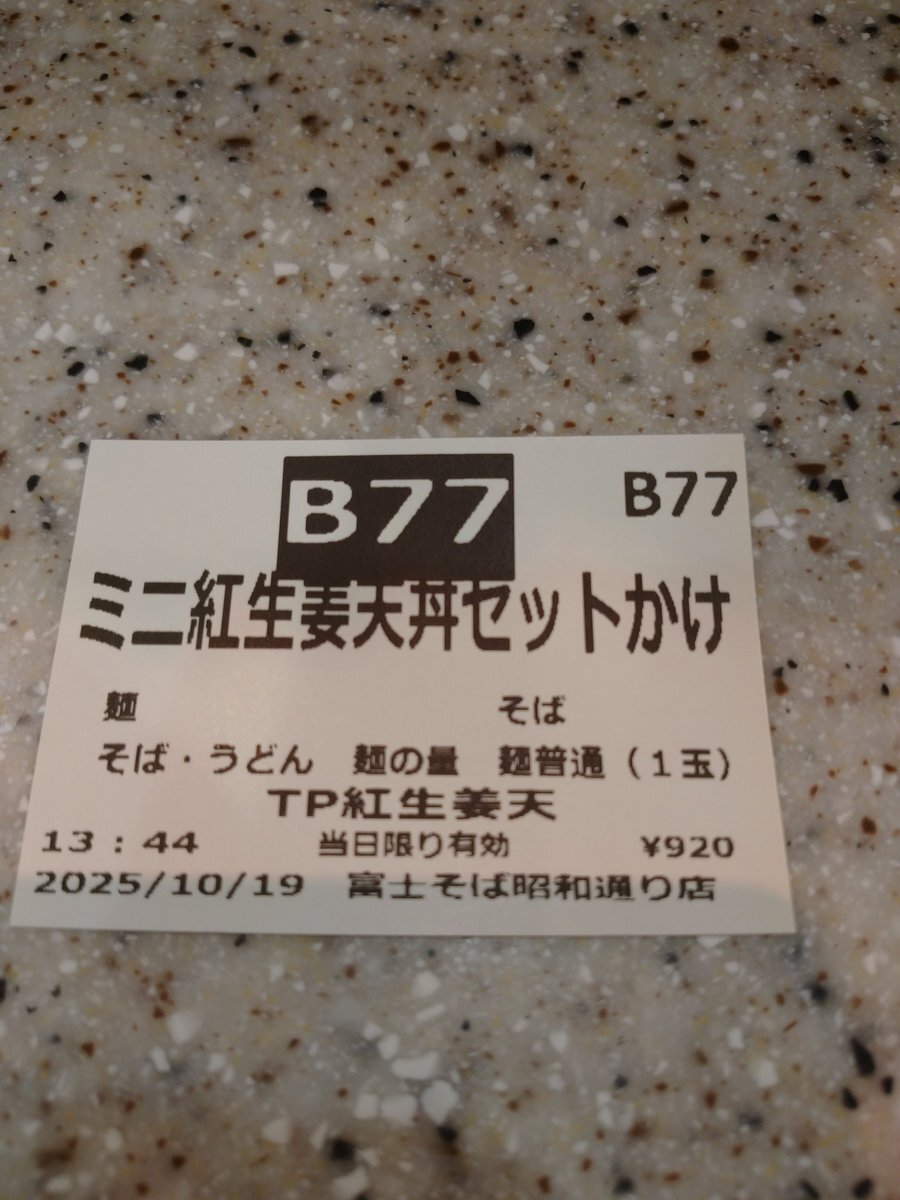 B77 B77
ミニ紅生姜天丼セットかけ
麺 そば
そば・うどん 麺の量 麺普通(1玉)
TP紅生姜天
13:44 当日限り有効 ¥920
2025/10/19 富士そば昭和通り店